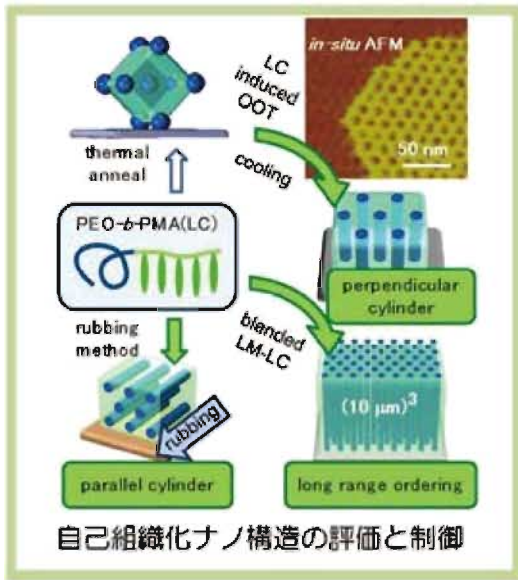 LC
induced
OOT
in-situ AFM
50 nm
thermal
anneal
cooling
PEO-b-PMA(LC)
perpendicular
cylinder
rubbing
method
blended
LM-LC
rubbing
(10 μm)³
parallel cylinder
long range ordering
自己組織化ナノ構造の評価と制御